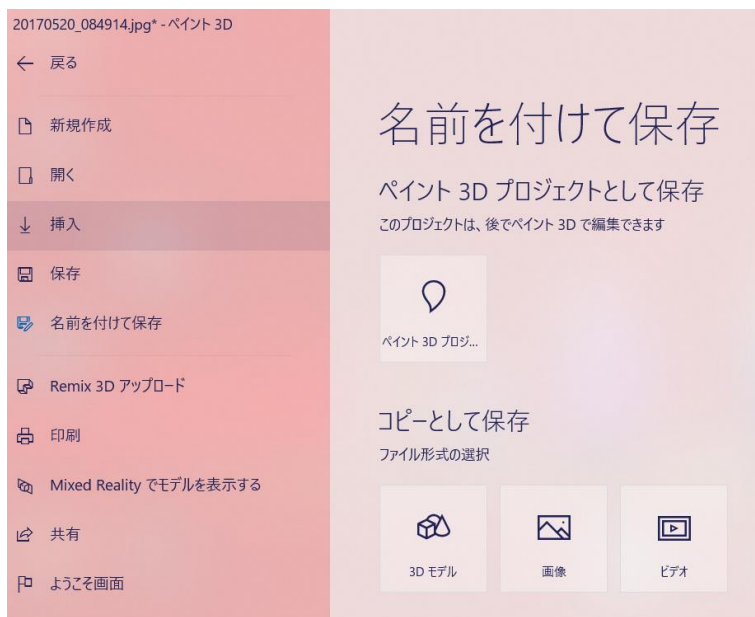 20170520_084914.jpg* - ペイント 3D
戻る
新規作成
開く
挿入
保存
名前を付けて保存
Remix 3D アップロード
印刷
Mixed Reality でモデルを表示する
共有
ようこそ画面
名前を付けて保存
ペイント 3D プロジェクトとして保存
このプロジェクトは、後でペイント 3D で編集できます
ペイント 3D プロジ...
コピーとして保存
ファイル形式の選択
3D モデル
画像
ビデオ